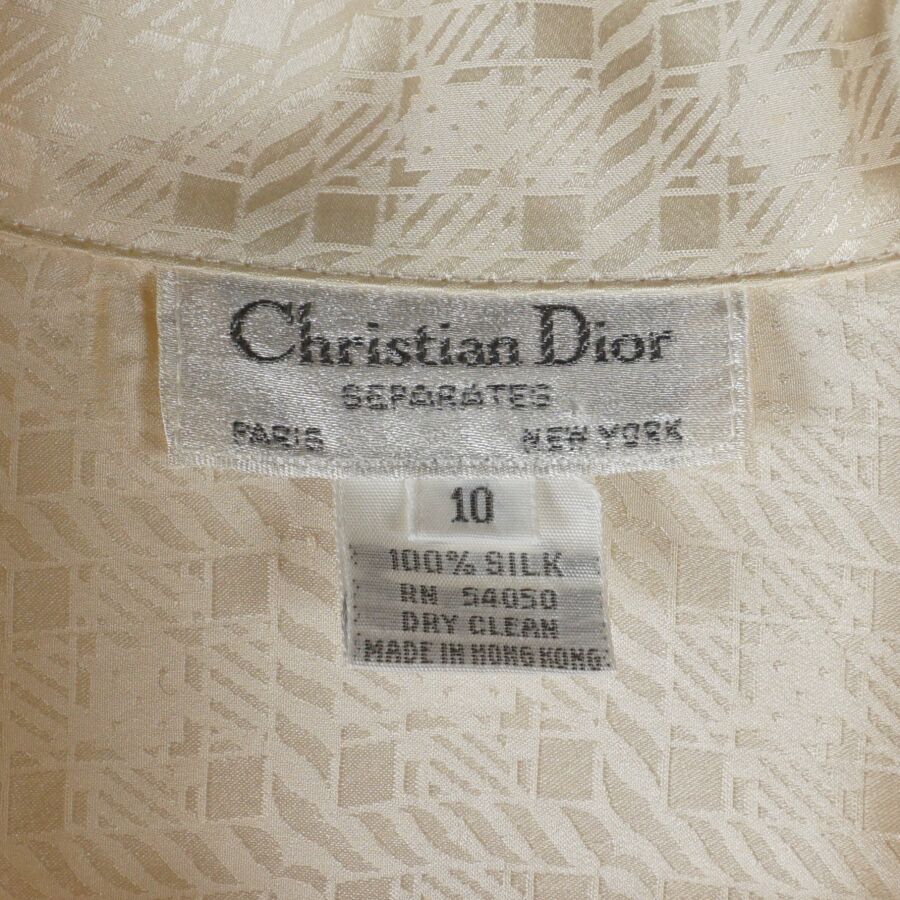 Christian Dior
SEPARATES
PARIS NEW YORK
10
100% SILK
RN 54050
DRY CLEAN
MADE IN HONG KONG